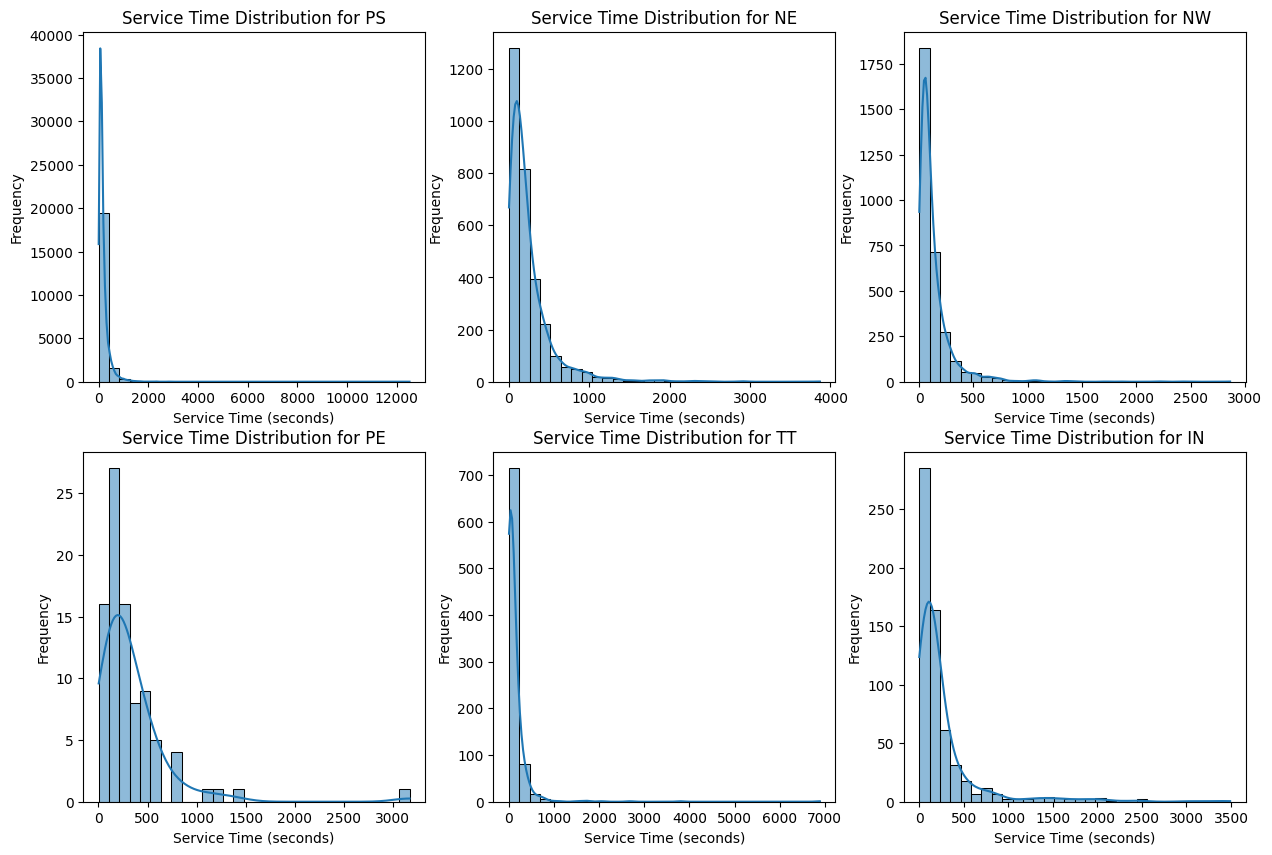 Service Time Distribution for PS
Service Time Distribution for NE
Service Time Distribution for NW
40000
35000
30000
25000
20000
15000
10000
5000
0
Frequency
0 2000 4000 6000 8000 10000 12000
Service Time (seconds)
1200
1000
800
600
400
200
0
Frequency
0 1000 2000 3000 4000
Service Time (seconds)
1750
1500
1250
1000
750
500
250
0
Frequency
0 500 1000 1500 2000 2500 3000
Service Time (seconds)
Service Time Distribution for PE
Service Time Distribution for TT
Service Time Distribution for IN
25
20
15
10
5
0
Frequency
0 500 1000 1500 2000 2500 3000
Service Time (seconds)
700
600
500
400
300
200
100
0
Frequency
0 1000 2000 3000 4000 5000 6000 7000
Service Time (seconds)
250
200
150
100
50
0
Frequency
0 500 1000 1500 2000 2500 3000 3500
Service Time (seconds)